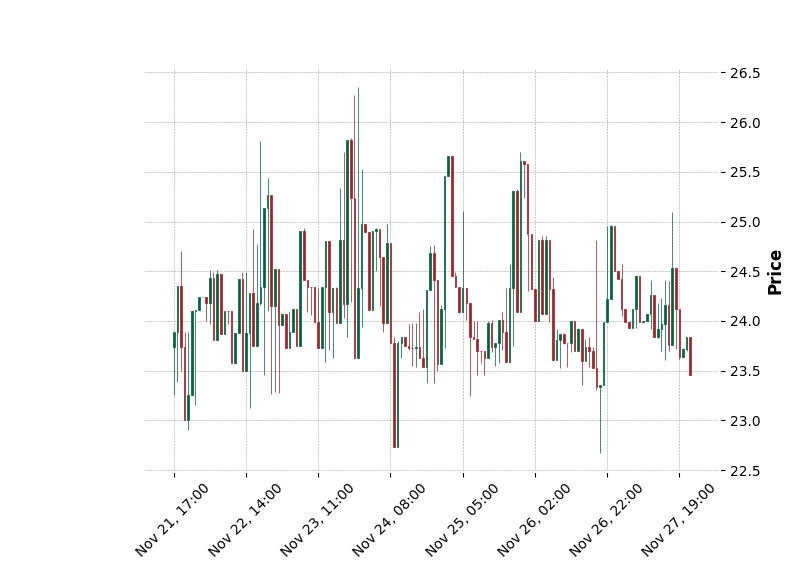 26.5
26.0
25.5
25.0
24.5
24.0
23.5
23.0
22.5
Price
Nov 21, 17:00
Nov 22, 14:00
Nov 23, 11:00
Nov 24, 08:00
Nov 25, 05:00
Nov 26, 02:00
Nov 26, 22:00
Nov 27, 19:00